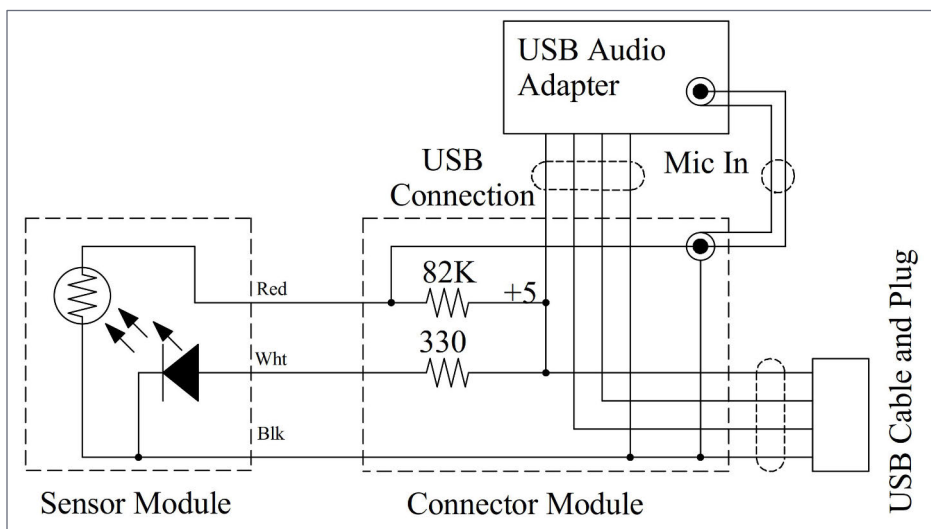 USB Audio
Adapter
USB
Connection
Mic In
82K
+5
Red
330
Wht
Blk
USB Cable and Plug
Sensor Module
Connector Module